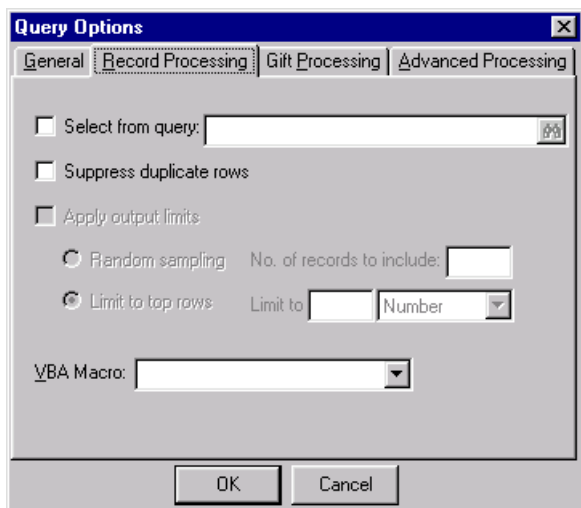 Query Options
General Record Processing Gift Processing Advanced Processing
Select from query:
Suppress duplicate rows
Apply output limits
Random sampling No. of records to include:
Limit to top rows Limit to Number
VBA Macro:
OK Cancel